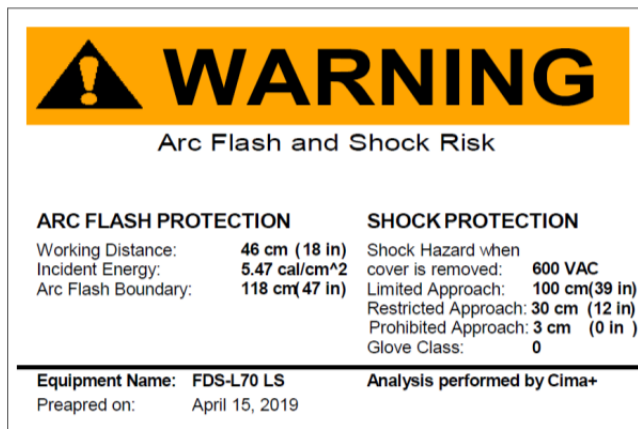 WARNING
Arc Flash and Shock Risk
ARC FLASH PROTECTION
Working Distance: 46 cm (18 in)
Incident Energy: 5.47 cal/cm^2
Arc Flash Boundary: 118 cm(47 in)
SHOCK PROTECTION
Shock Hazard when
cover is removed: 600 VAC
Limited Approach: 100 cm(39 in)
Restricted Approach: 30 cm (12 in)
Prohibited Approach: 3 cm (0 in )
Glove Class: 0
Equipment Name: FDS-L70 LS
Preapred on: April 15, 2019
Analysis performed by Cima+